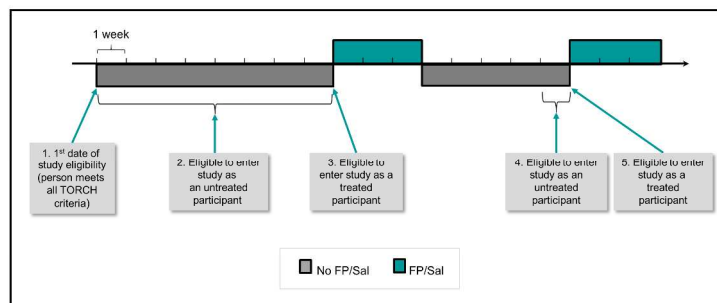 1 week
1. 1st date of
study eligibility
(person meets
all TORCH
criteria)
2. Eligible to enter
study as
an untreated
participant
3. Eligible to
enter study as a
treated
participant
4. Eligible to enter
study as an
untreated
participant
5. Eligible to enter
study as a
treated
participant
No FP/Sal
FP/Sal